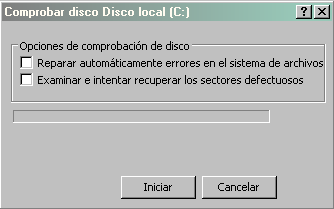 Comprobar disco Disco local (C:)
Opciones de comprobación de disco
Reparar automáticamente errores en el sistema de archivos
Examinar e intentar recuperar los sectores defectuosos
Iniciar
Cancelar